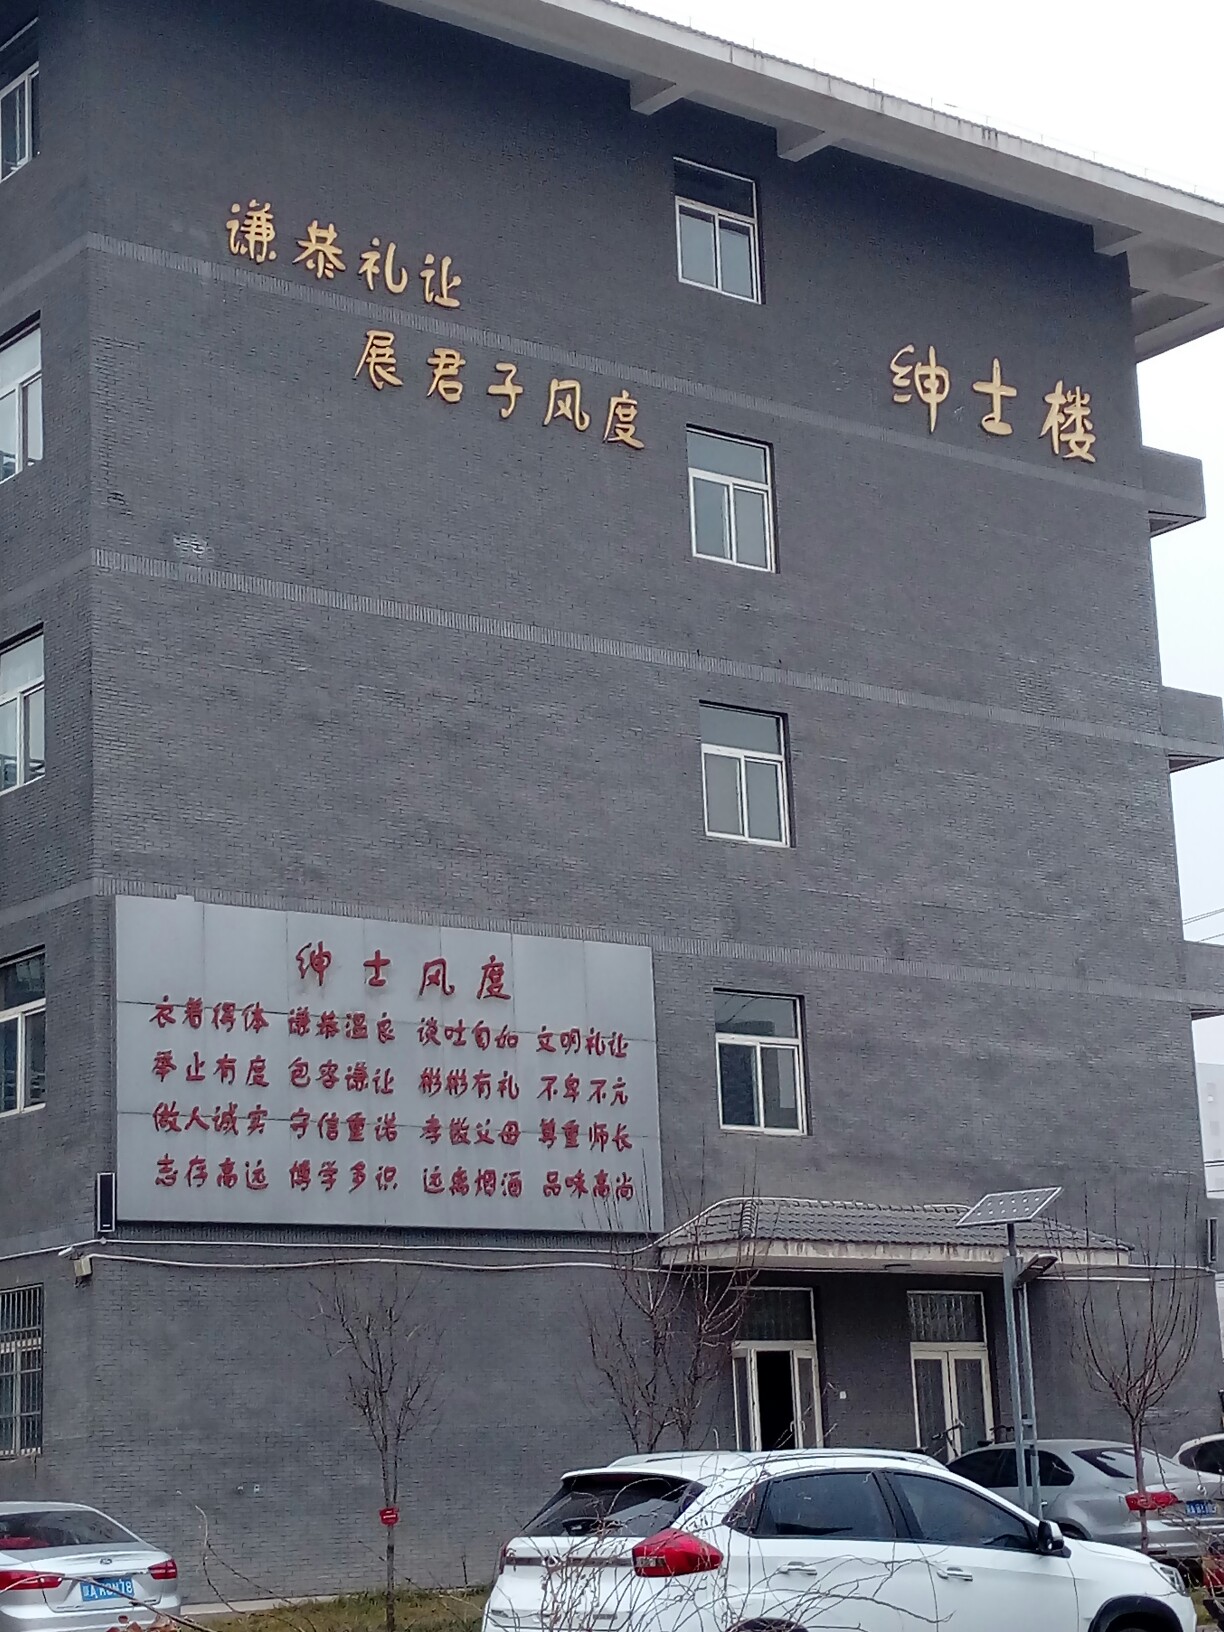 谦恭礼让
展君子风度
绅士楼
绅士风度
衣着得体 谦恭温良 谈吐自如 文明礼让
举止有度 包容谦让 彬彬有礼 不卑不亢
做人诚实 守信重诺 孝敬父母 尊重师长
志存高远 博学多识 远离烟酒 品味高尚